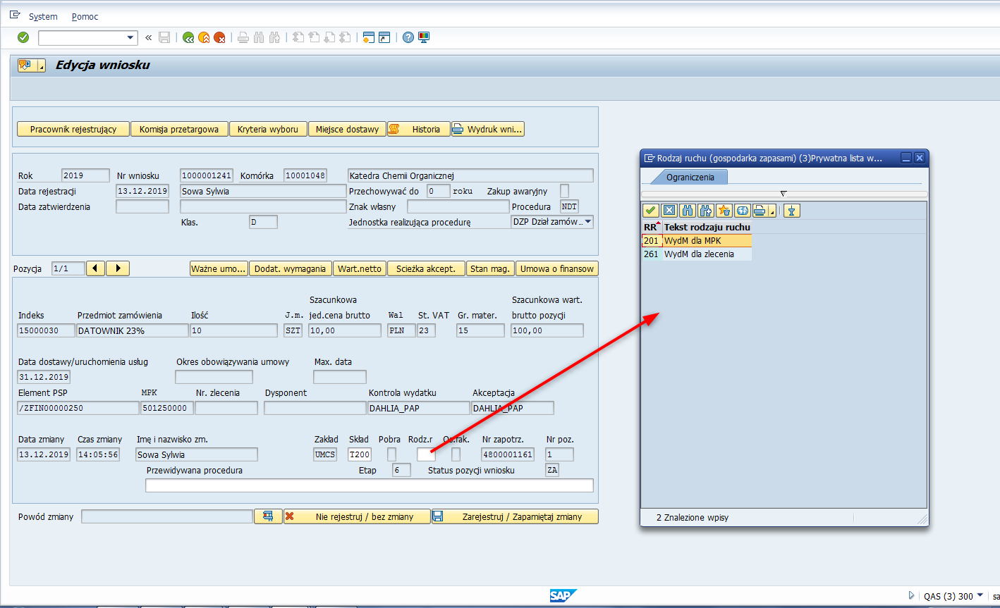 System Pomoc
Edycja wniosku
Pracownik rejestrujący Komisja przetargowa Kryteria wyboru Miejsce dostawy Historia Wydruk wni...
Rok 2019 Nr wniosku 1000001241 Komórka 10001048 Katedra Chemii Organicznej
Data rejestracji 13.12.2019 Sowa Sylwia Przechowywać do 0 roku Zakup awaryjny
Data zatwierdzenia Znak własny Procedura NDT
Klas. D Jednostka realizująca procedurę DZP Dział zamów...
Pozycja 1/1 Ważne umo... Dodat. wymagania Wart.netto Scieżka akcept. Stan mag. Umowa o finansow
Szacunkowa Szacunkowa wart.
Indeks Przedmiot zamówienia Ilość J.m. jed.cena brutto Wal St. VAT Gr. mater. brutto pozycji
15000030 DATOWNIK 23% 10 SZT 10,00 PLN 23 15 100,00
Data dostawy/uruchomienia usług Okres obowiązywania umowy Max. data
31.12.2019
Element PSP MPK Nr. zlecenia Dysponent Kontrola wydatku Akceptacja
/ZFIN00000250 501250000 DAHLIA_PAP DAHLIA_PAP
Data zmiany Czas zmiany Imę i nazwisko zm. Zakład Skład Pobra Rodz.r Nr zapotrz. Nr poz.
13.12.2019 14:05:56 Sowa Sylwia UMCS T200 4800001161 1
Przewidywana procedura Etap 6 Status pozycji wniosku ZA
Powód zmiany Nie rejestruj / bez zmiany Zarejestruj / Zapamiętaj zmiany
Rodzaj ruchu (gospodarka zapasami) (3)Prywatna lista w...
Ograniczenia
RR Tekst rodzaju ruchu
201 WydM dla MPK
261 WydM dla zlecenia
2 Znalezione wpisy
SAP QAS (3) 300